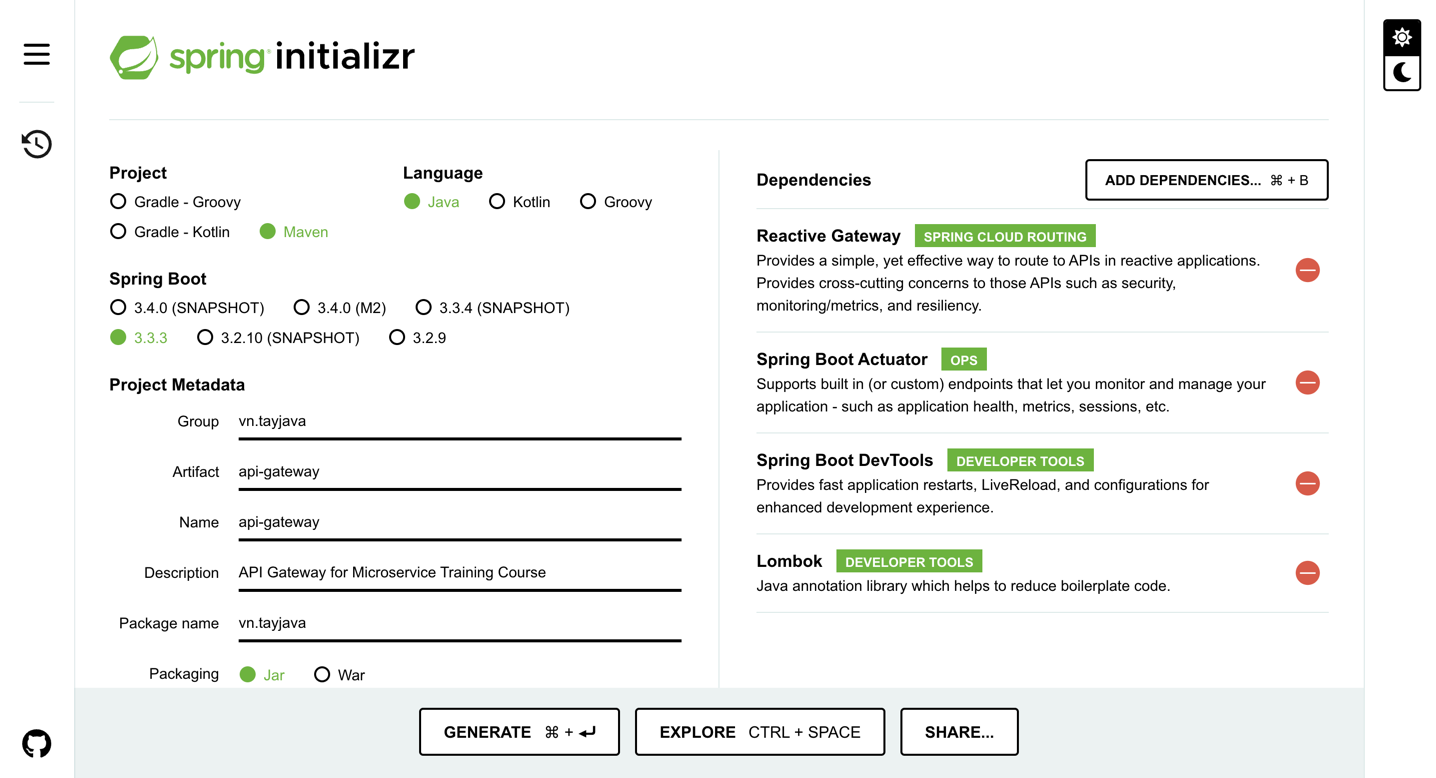 spring initializr
Project
Gradle - Groovy
Gradle - Kotlin Maven
Language
Java Kotlin Groovy
Spring Boot
3.4.0 (SNAPSHOT) 3.4.0 (M2) 3.3.4 (SNAPSHOT)
3.3.3 3.2.10 (SNAPSHOT) 3.2.9
Project Metadata
Group vn.tayjava
Artifact api-gateway
Name api-gateway
Description API Gateway for Microservice Training Course
Package name vn.tayjava
Packaging Jar War
Dependencies ADD DEPENDENCIES... ⌘ + B
Reactive Gateway SPRING CLOUD ROUTING
Provides a simple, yet effective way to route to APIs in reactive applications.
Provides cross-cutting concerns to those APIs such as security,
monitoring/metrics, and resiliency.
Spring Boot Actuator OPS
Supports built in (or custom) endpoints that let you monitor and manage your
application - such as application health, metrics, sessions, etc.
Spring Boot DevTools DEVELOPER TOOLS
Provides fast application restarts, LiveReload, and configurations for
enhanced development experience.
Lombok DEVELOPER TOOLS
Java annotation library which helps to reduce boilerplate code.
GENERATE ⌘ + ↵ EXPLORE CTRL + SPACE SHARE...